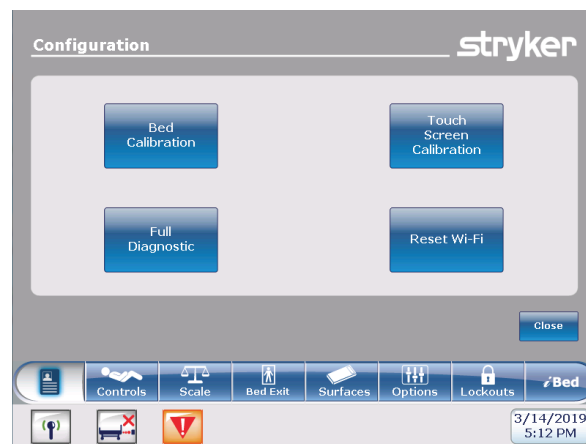 Configuration
stryker
Bed
Calibration
Touch
Screen
Calibration
Full
Diagnostic
Reset Wi-Fi
Close
Controls
Scale
Bed Exit
Surfaces
Options
Lockouts
iBed
3/14/2019
5:12 PM